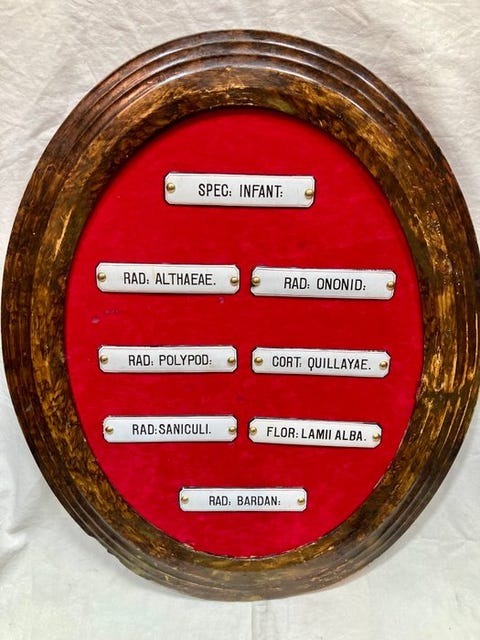 SPEC: INFANT:
RAD: ALTHAEAE.
RAD: ONONID:
RAD: POLYPOD:
CORT: QUILLAYAE.
RAD: SANICULI.
FLOR: LAMII ALBA.
RAD: BARDAN: